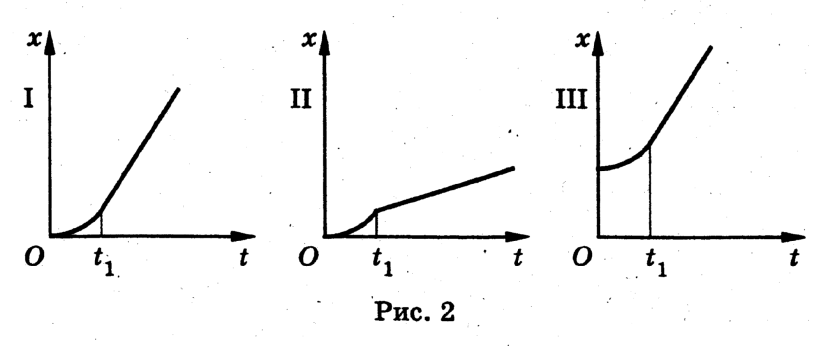 x x x
I II III
O t₁ t O t₁ t O t₁ t
Рис. 2